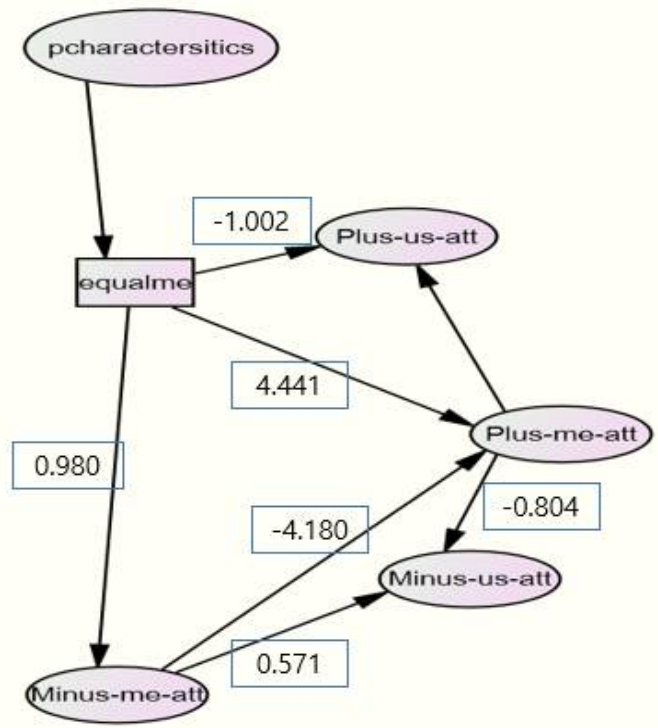 pcharactersitics
-1.002
Plus-us-att
equalme
4.441
Plus-me-att
0.980
-0.804
-4.180
Minus-us-att
0.571
Minus-me-att